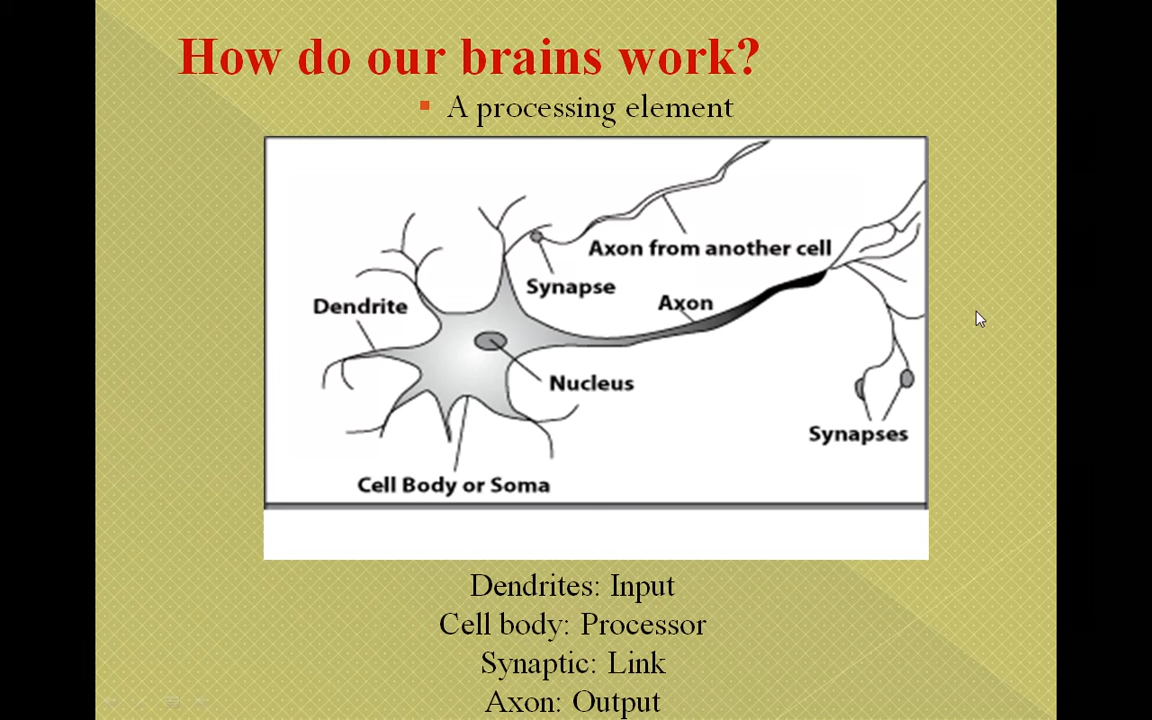 How do our brains work?
A processing element
Axon from another cell
Synapse
Dendrite
Axon
Nucleus
Synapses
Cell Body or Soma
Dendrites: Input
Cell body: Processor
Synaptic: Link
Axon: Output